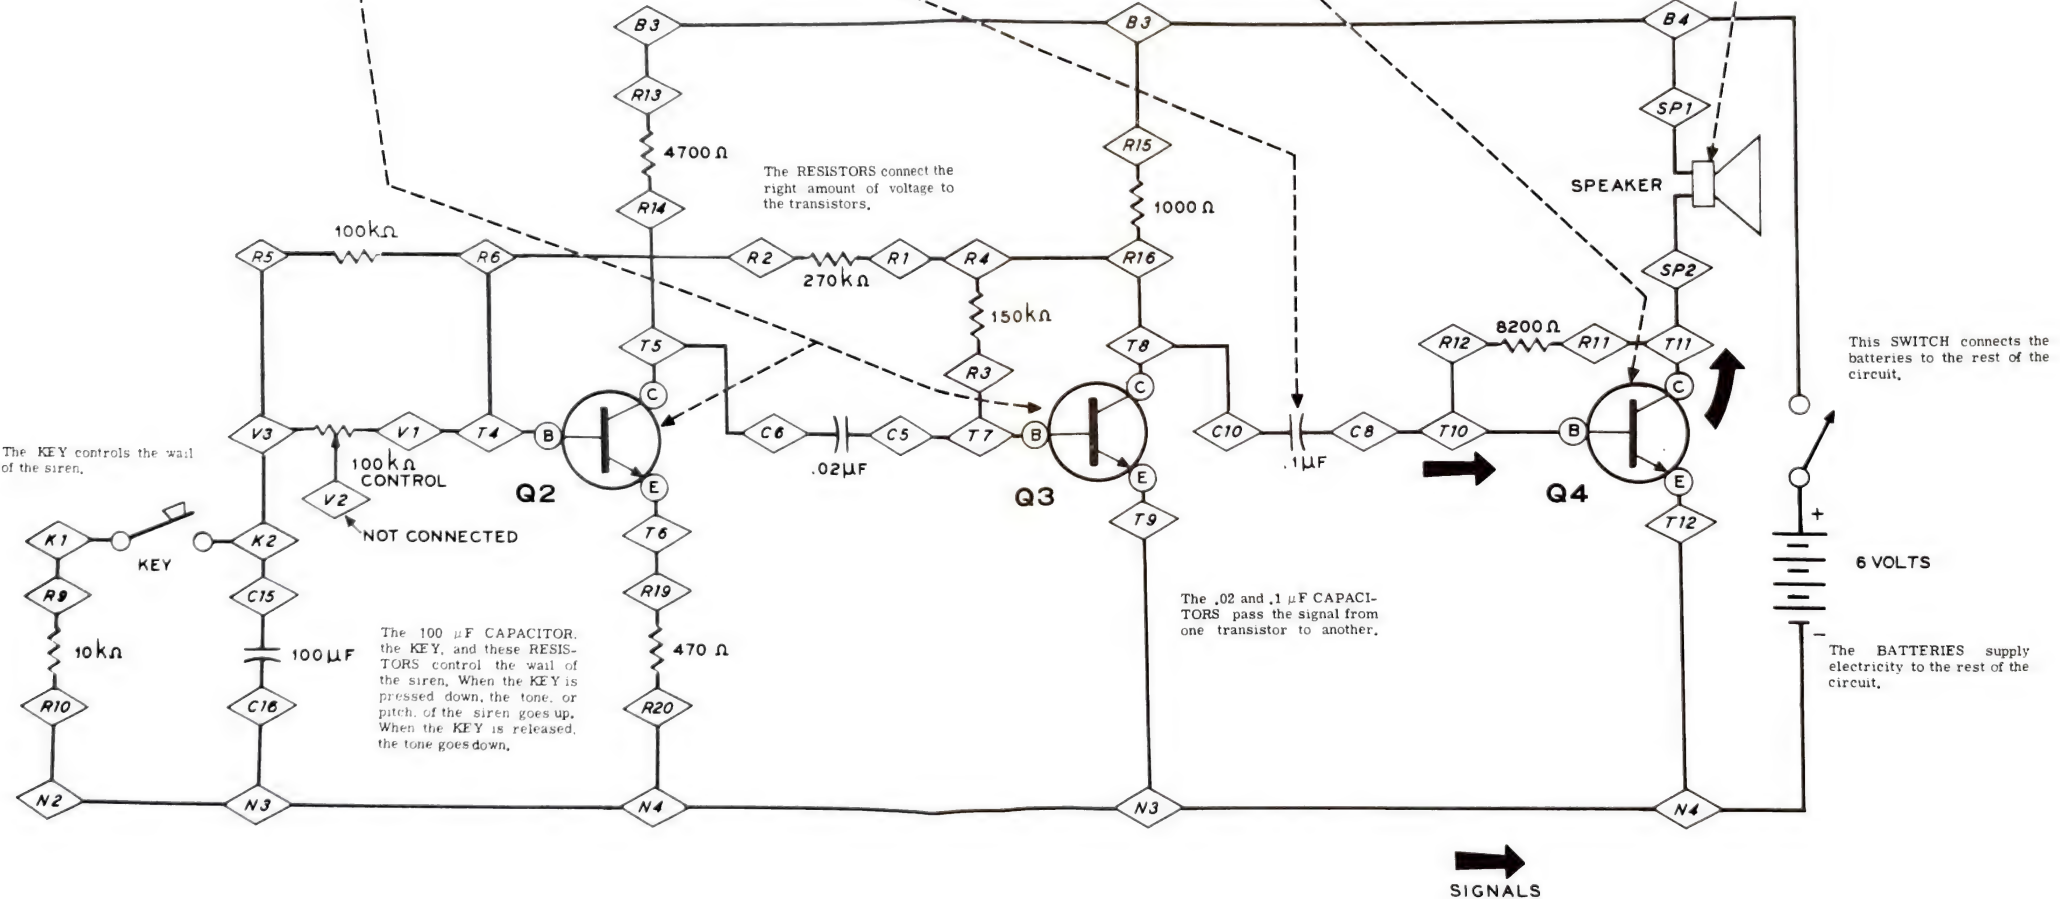 B3
B3
B4
R13
SP1
4700Ω
R15
The RESISTORS connect the
right amount of voltage to
the transistors.
SPEAKER
R14
1000Ω
100kΩ
R5
R6
R2
270kΩ
R1
R4
R16
SP2
150kΩ
T5
R3
T8
R12
8200Ω
R11
T11
This SWITCH connects the
batteries to the rest of the
circuit.
C
C
C
V3
V1
T4
B
C6
.02µF
C5
T7
B
C10
.1µF
C8
T10
B
The KEY controls the wail
of the siren.
100kΩ
CONTROL
V2
NOT CONNECTED
Q2
E
Q3
E
Q4
E
K1
KEY
K2
T6
T9
T12
+
6 VOLTS
–
R9
C15
R19
The .02 and .1 µF CAPACI-
TORS pass the signal from
one transistor to another.
10kΩ
100µF
The 100 µF CAPACITOR,
the KEY, and these RESIS-
TORS control the wail of
the siren. When the KEY is
pressed down, the tone, or
pitch, of the siren goes up.
When the KEY is released,
the tone goes down.
470 Ω
The BATTERIES supply
electricity to the rest of the
circuit.
R10
C16
R20
N2
N3
N4
N3
N4
SIGNALS